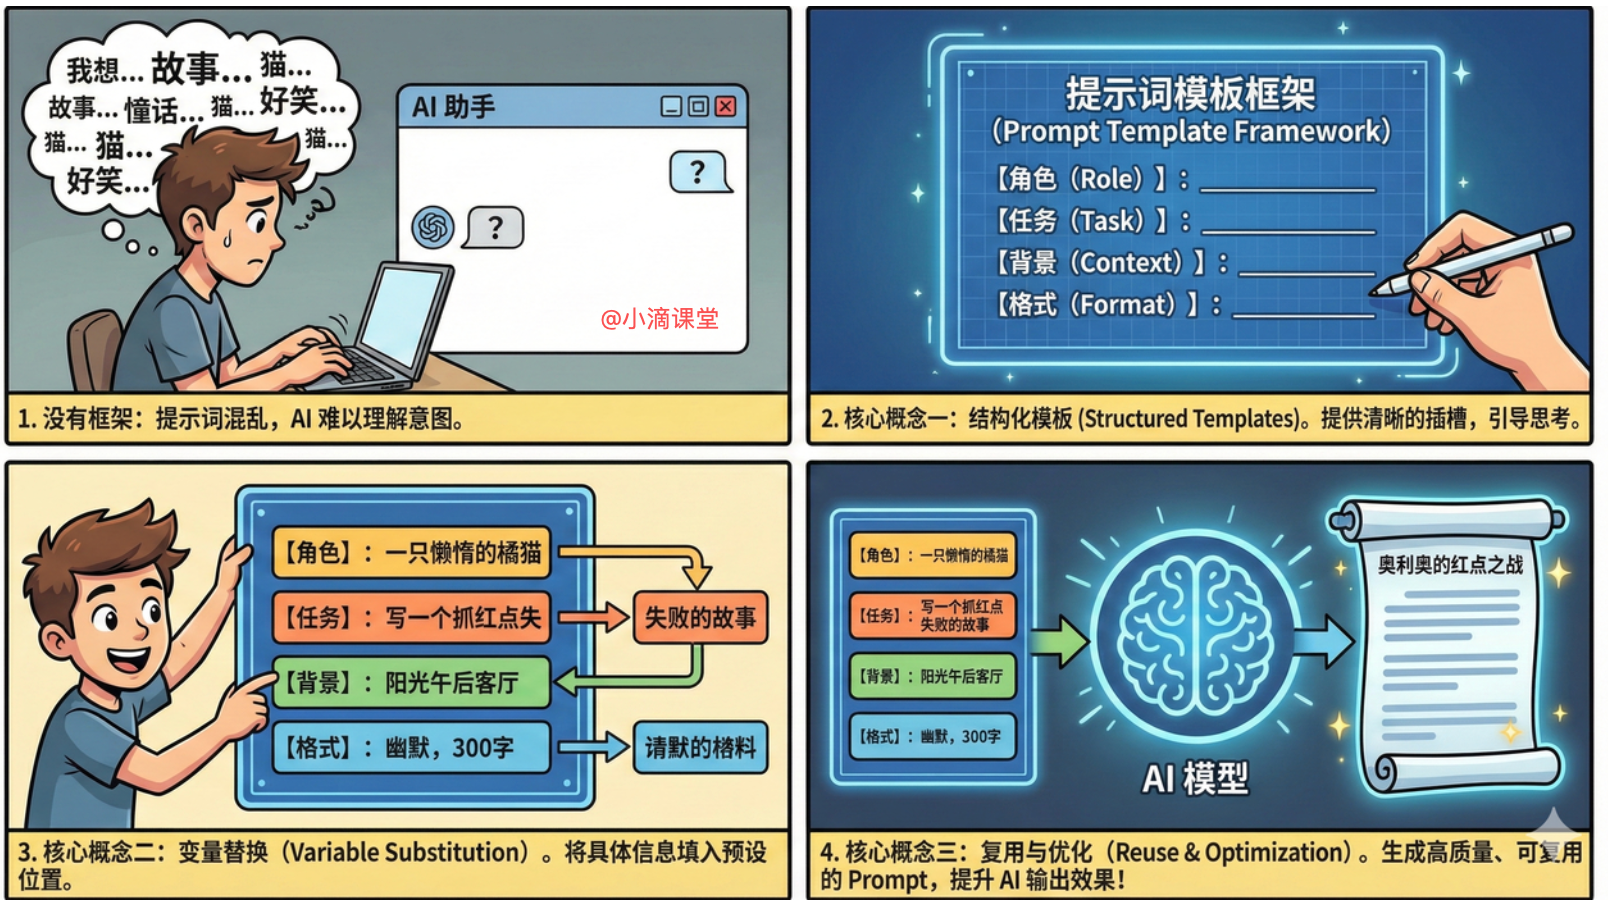 我想... 故事... 猫...
故事... 憧话... 猫... 好笑...
猫... 猫... 猫...
好笑...
AI 助手
?
?
@小滴课堂
1. 没有框架：提示词混乱，AI 难以理解意图。
提示词模板框架
（Prompt Template Framework）
【角色（Role）】：
【任务（Task）】：
【背景（Context）】：
【格式（Format）】：
2. 核心概念一：结构化模板 (Structured Templates)。提供清晰的插槽，引导思考。
【角色】：一只懒惰的橘猫
【任务】：写一个抓红点失
失败的故事
【背景】：阳光午后客厅
【格式】：幽默，300字
请默的楿料
3. 核心概念二：变量替换（Variable Substitution）。将具体信息填入预设
位置。
【角色】：一只懒惰的橘猫
【任务】：写一个抓红点
失败的故事
【背景】：阳光午后客厅
【格式】：幽默，300字
AI 模型
奥利奥的红点之战
4. 核心概念三：复用与优化（Reuse & Optimization）。生成高质量、可复用
的 Prompt，提升 AI 输出效果！